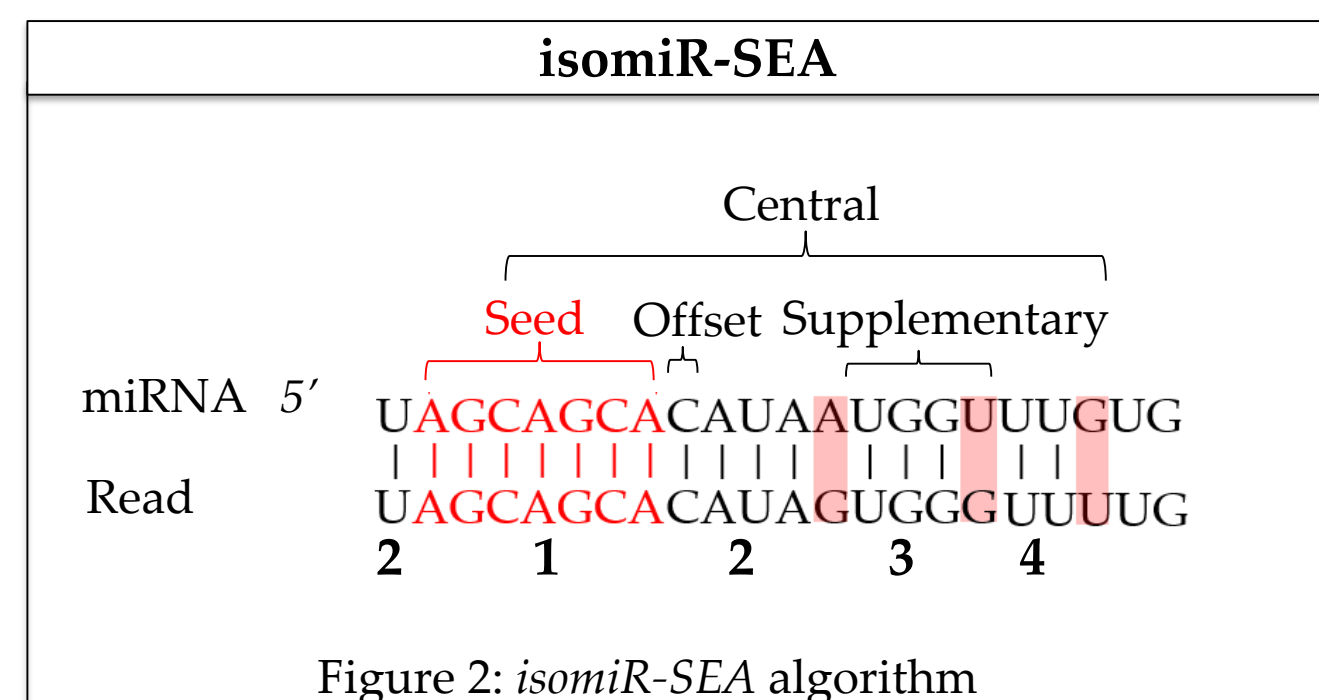 isomiR-SEA
Central
Seed Offset Supplementary
miRNA 5′ UAGCAGCACAUAAUGGUUUGUG
Read UAGCAGCACAUAGUGGGUUUUG
2 1 2 3 4
Figure 2: isomiR-SEA algorithm